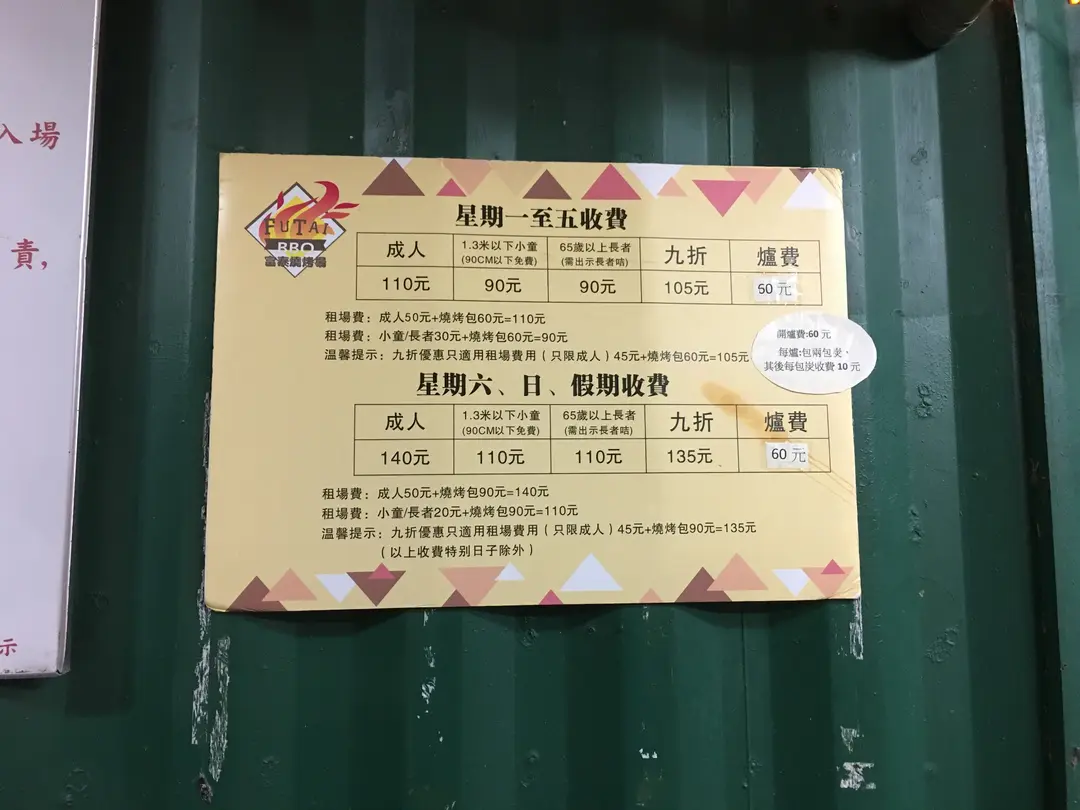 入場
責,
示
FUTAI
BBQ
富泰燒烤場
星期一至五收費
成人 1.3米以下小童 65歲以上長者 九折 爐費
(90CM以下免費) (需出示長者咭)
110元 90元 90元 105元 60元
租場費：成人50元+燒烤包60元=110元
租場費：小童/長者30元+燒烤包60元=90元
溫馨提示：九折優惠只適用租場費用（只限成人）45元+燒烤包60元=105元
開爐費:60元
每爐:包兩包炭、
其後每包炭收費10元
星期六、日、假期收費
成人 1.3米以下小童 65歲以上長者 九折 爐費
(90CM以下免費) (需出示長者咭)
140元 110元 110元 135元 60元
租場費：成人50元+燒烤包90元=140元
租場費：小童/長者20元+燒烤包90元=110元
溫馨提示：九折優惠只適用租場費用（只限成人）45元+燒烤包90元=135元
（以上收費特別日子除外）